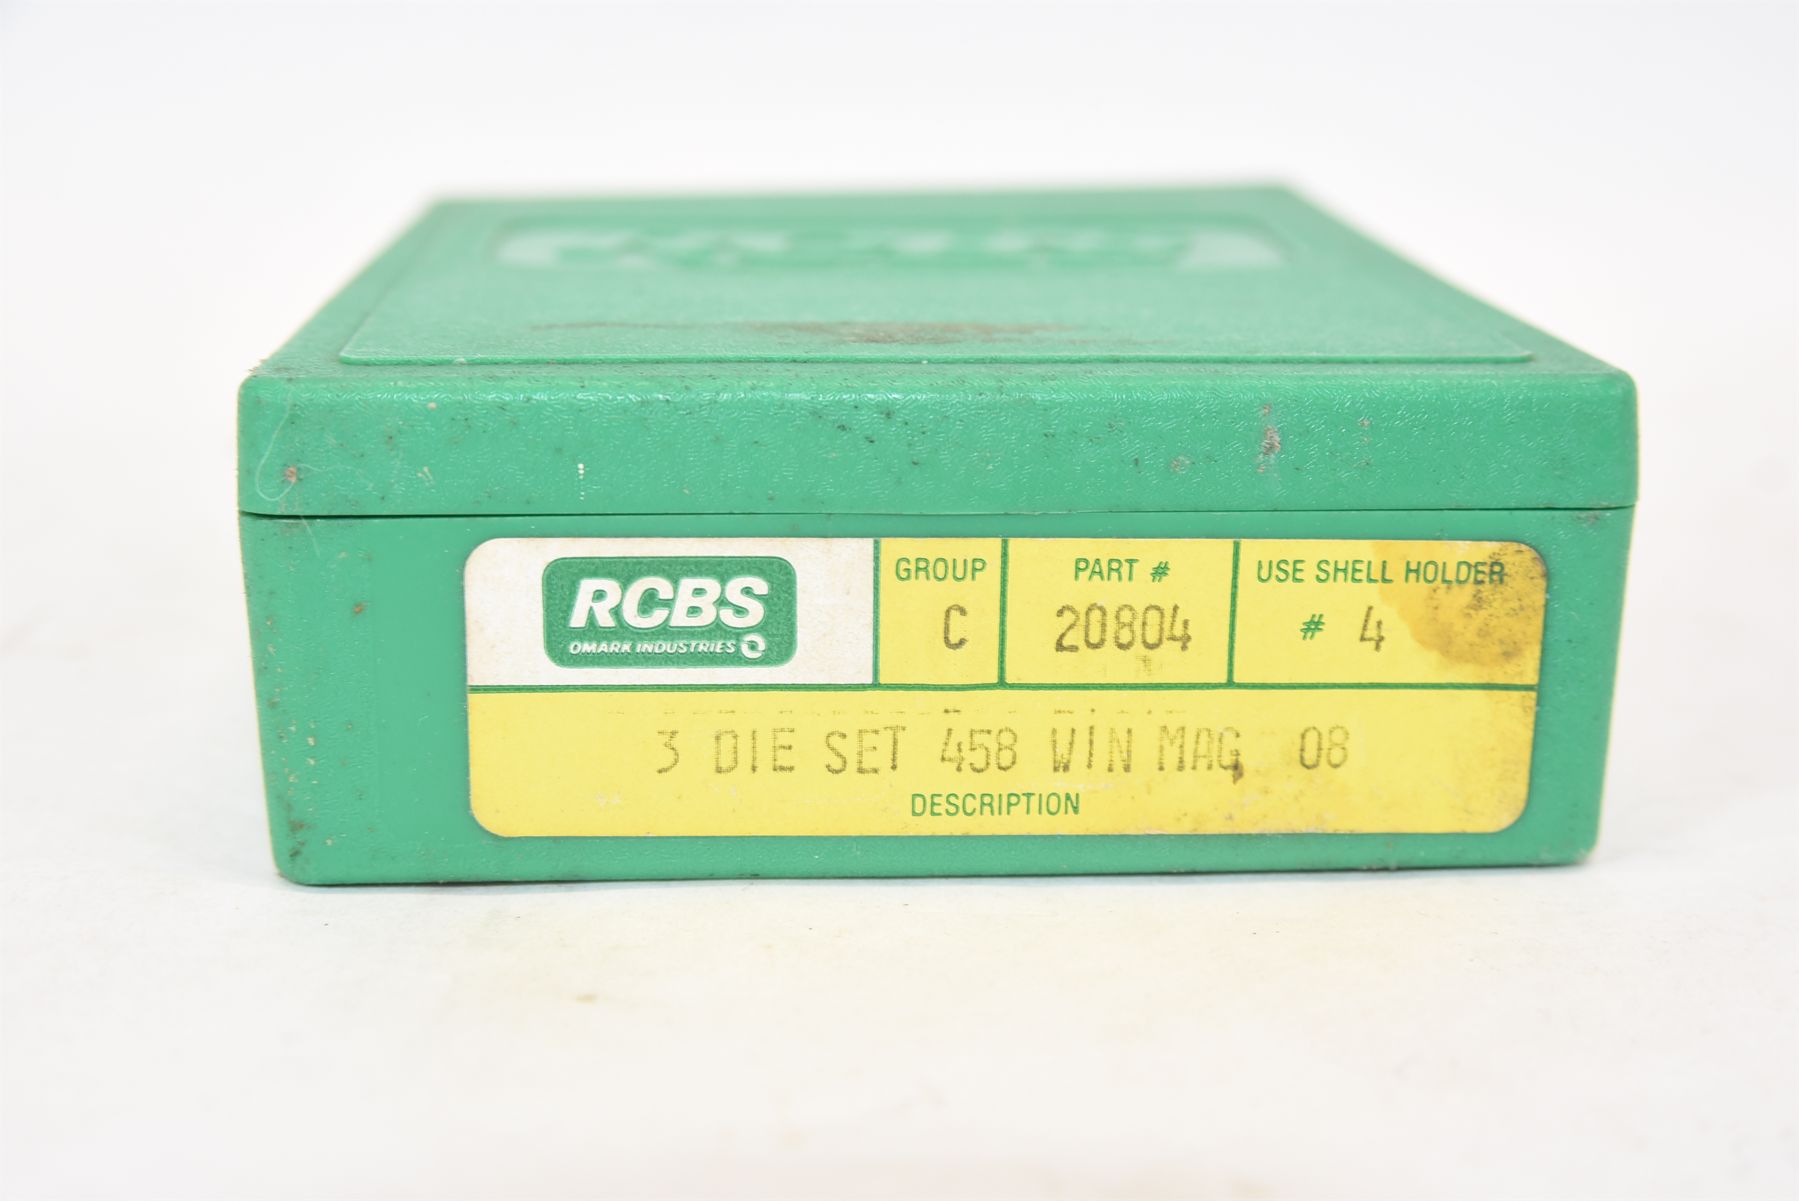 RCBS
OMARK INDUSTRIES
GROUP
C
PART #
20804
USE SHELL HOLDER
# 4
3 DIE SET 458 WIN MAG 08
DESCRIPTION